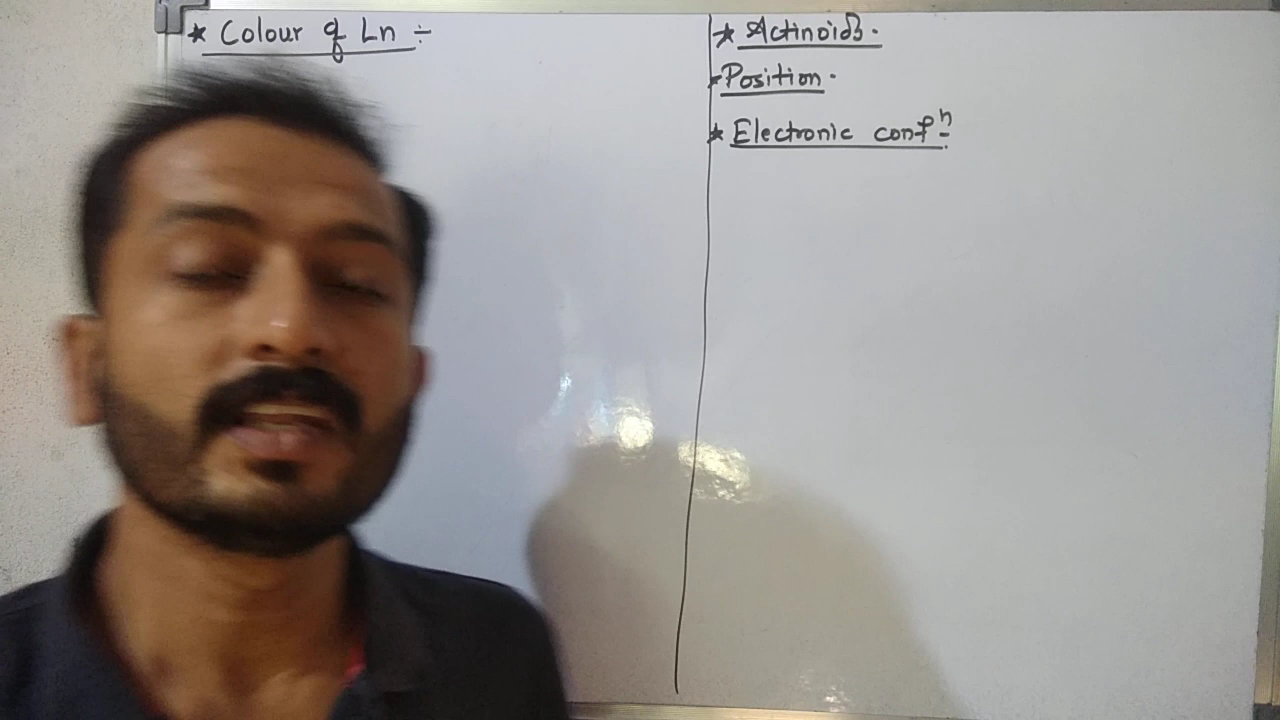 * Colour of Ln ÷
* Actinoids.
Position.
* Electronic confⁿ-